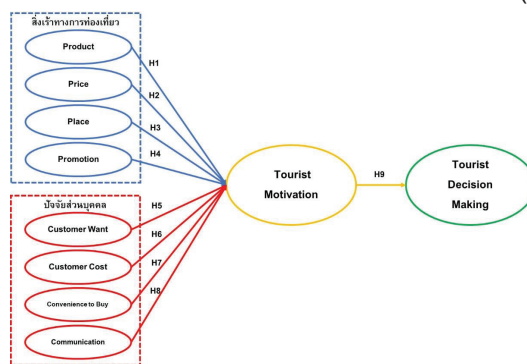 สิ่งเร้าทางการท่องเที่ยว
Product
Price
Place
Promotion
H1
H2
H3
H4
ปัจจัยส่วนบุคคล
Customer Want
Customer Cost
Convenience to Buy
Communication
H5
H6
H7
H8
Tourist
Motivation
H9
Tourist
Decision
Making